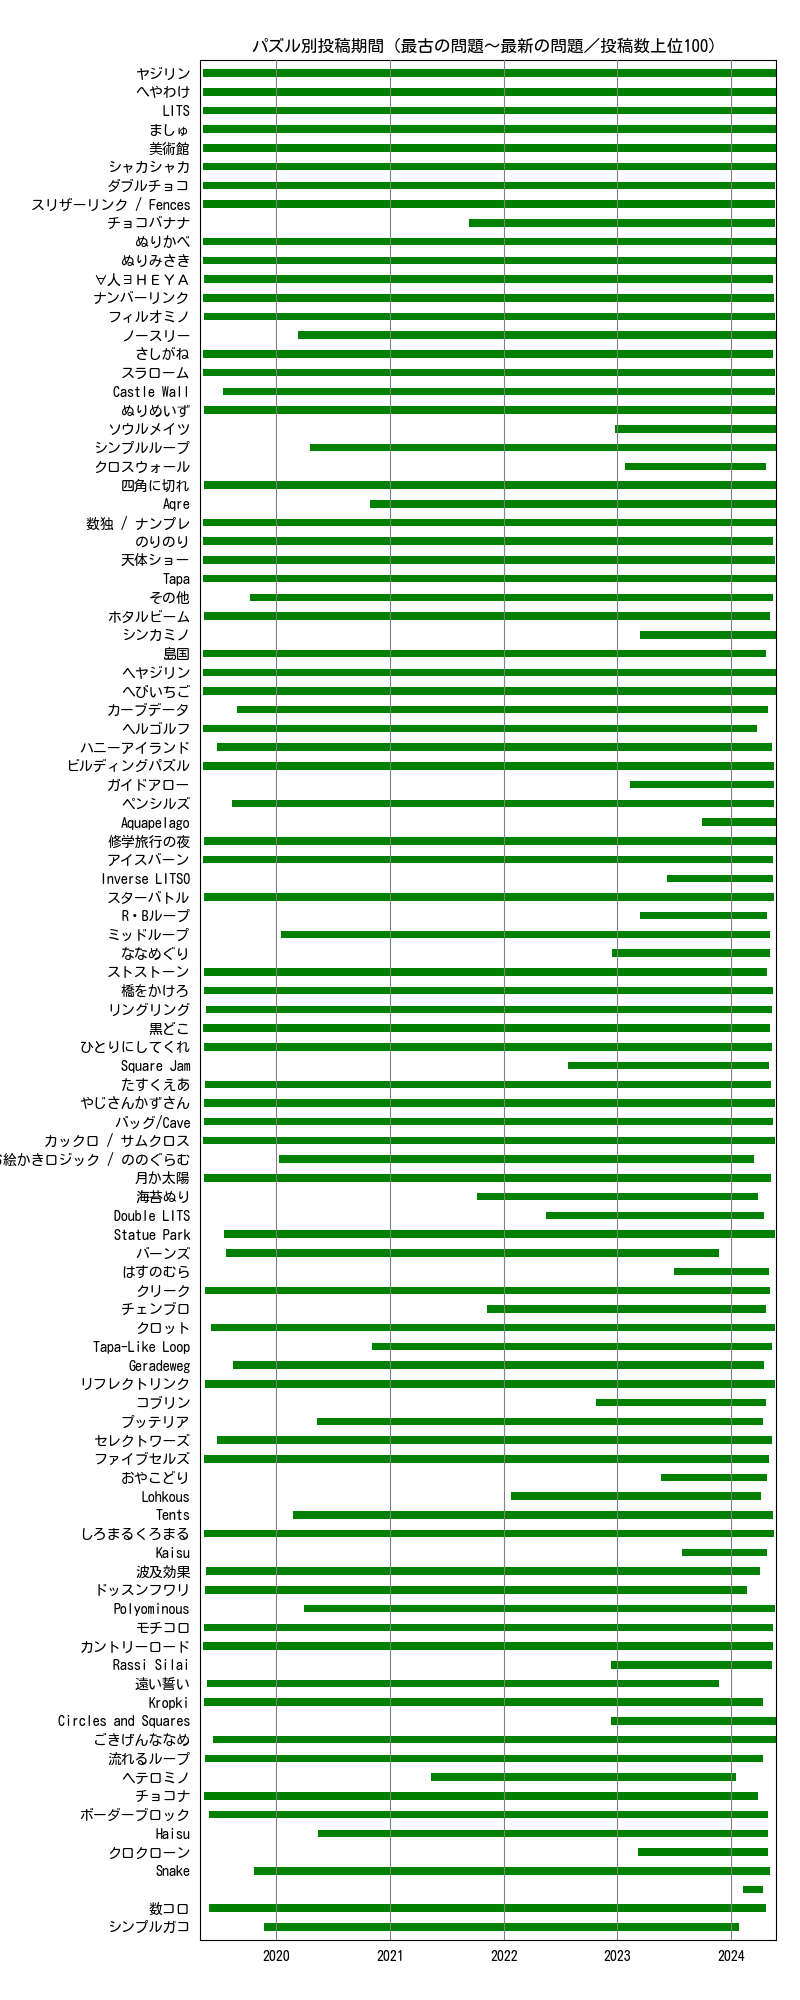 パズル別投稿期間（最古の問題～最新の問題／投稿数上位100）
ヤジリン
へやわけ
LITS
ましゅ
美術館
シャカシャカ
ダブルチョコ
スリザーリンク / Fences
チョコバナナ
ぬりかべ
ぬりみさき
∀人∃ＨＥＹＡ
ナンバーリンク
フィルオミノ
ノースリー
さしがね
スラローム
Castle Wall
ぬりめいず
ソウルメイツ
シンプルループ
クロスウォール
四角に切れ
Aqre
数独 / ナンプレ
のりのり
天体ショー
Tapa
その他
ホタルビーム
シンカミノ
島国
ヘヤジリン
へびいちご
カーブデータ
ヘルゴルフ
ハニーアイランド
ビルディングパズル
ガイドアロー
ペンシルズ
Aquapelago
修学旅行の夜
アイスバーン
Inverse LITSO
スターバトル
R・Bループ
ミッドループ
ななめぐり
ストストーン
橋をかけろ
リングリング
黒どこ
ひとりにしてくれ
Square Jam
たすくえあ
やじさんかずさん
バッグ/Cave
カックロ / サムクロス
絵かきロジック / ののぐらむ
月か太陽
海苔ぬり
Double LITS
Statue Park
バーンズ
はすのむら
クリーク
チェンブロ
クロット
Tapa-Like Loop
Geradeweg
リフレクトリンク
コブリン
プッテリア
セレクトワーズ
ファイブセルズ
おやこどり
Lohkous
Tents
しろまるくろまる
Kaisu
波及効果
ドッスンフワリ
Polyominous
モチコロ
カントリーロード
Rassi Silai
遠い誓い
Kropki
Circles and Squares
ごきげんななめ
流れるループ
ヘテロミノ
チョコナ
ボーダーブロック
Haisu
クロクローン
Snake
数コロ
シンプルガコ
2020 2021 2022 2023 2024